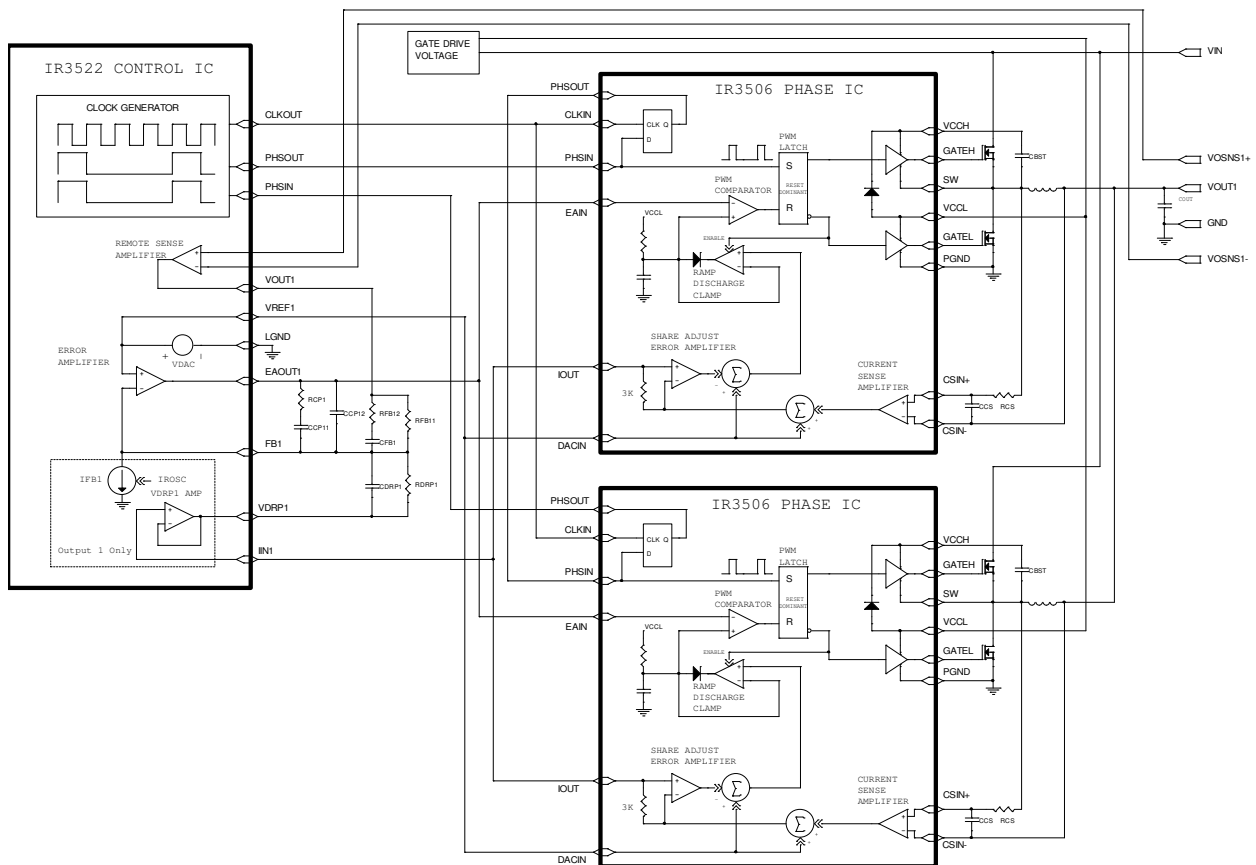 GATE DRIVE
VOLTAGE
VIN
IR3522 CONTROL IC
CLOCK GENERATOR
CLKOUT
PHSOUT
PHSIN
REMOTE SENSE
AMPLIFIER
VOUT1
VREF1
LGND
VDAC
+
-
ERROR
AMPLIFIER
+
-
EAOUT1
RCP1
CCP11
CCP12
RFB12
CFB1
RFB11
FB1
IFB1
IROSC
VDRP1 AMP
+
-
VDRP1
CDRP1
RDRP1
Output 1 Only
IIN1
IR3506 PHASE IC
PHSOUT
CLKIN
PHSIN
EAIN
IOUT
DACIN
CLK Q
D
PWM
LATCH
S
RESET
DOMINANT
R
PWM
COMPARATOR
-
+
VCCL
ENABLE
+
-
RAMP
DISCHARGE
CLAMP
SHARE ADJUST
ERROR AMPLIFIER
+
-
3K
CURRENT
SENSE
AMPLIFIER
VCCH
GATEH
SW
VCCL
GATEL
PGND
CBST
CSIN+
CCS
RCS
CSIN-
VOSNS1+
VOUT1
COUT
GND
VOSNS1-
IR3506 PHASE IC
PHSOUT
CLKIN
PHSIN
EAIN
IOUT
DACIN
CLK Q
D
PWM
LATCH
S
RESET
DOMINANT
R
PWM
COMPARATOR
-
+
VCCL
ENABLE
+
-
RAMP
DISCHARGE
CLAMP
SHARE ADJUST
ERROR AMPLIFIER
+
-
3K
CURRENT
SENSE
AMPLIFIER
VCCH
GATEH
SW
VCCL
GATEL
PGND
CBST
CSIN+
CCS
RCS
CSIN-